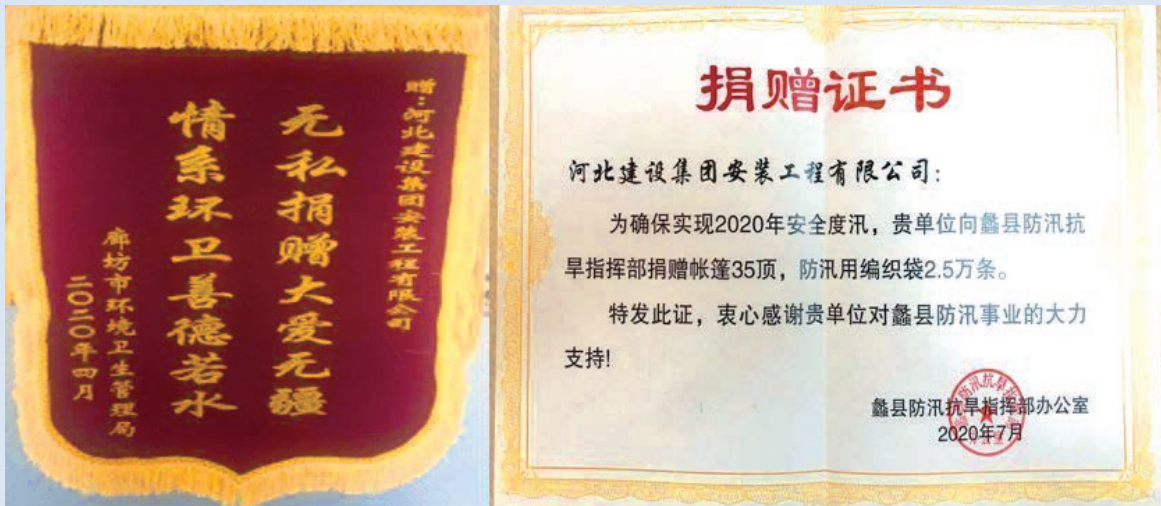 赠：河北建设集团安装工程有限公司
无私捐赠大爱无疆
情系环卫善德若水
廊坊市环境卫生管理局
二〇二〇年四月
捐赠证书
河北建设集团安装工程有限公司：
为确保实现2020年安全度汛，贵单位向蠡县防汛抗
旱指挥部捐赠帐篷35顶，防汛用编织袋2.5万条。
特发此证，衷心感谢贵单位对蠡县防汛事业的大力
支持!
蠡县防汛抗旱指挥部办公室
2020年7月